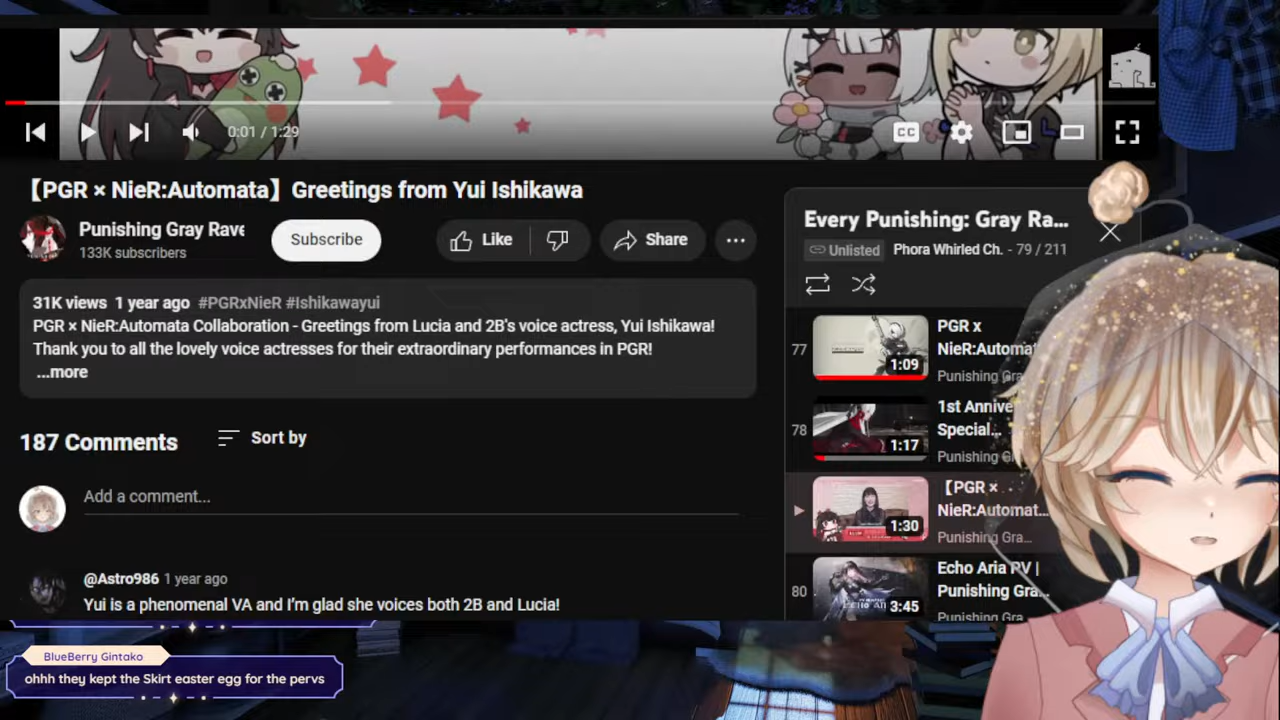 0:01 / 1:29
CC
【PGR × NieR:Automata】Greetings from Yui Ishikawa
Punishing Gray Rave
133K subscribers
Subscribe
Like
Share
31K views 1 year ago #PGRxNieR #Ishikawayui
PGR × NieR:Automata Collaboration - Greetings from Lucia and 2B's voice actress, Yui Ishikawa!
Thank you to all the lovely voice actresses for their extraordinary performances in PGR!
...more
187 Comments
Sort by
Add a comment...
@Astro986 1 year ago
Yui is a phenomenal VA and I'm glad she voices both 2B and Lucia!
Every Punishing: Gray Ra...
Unlisted
Phora Whirled Ch. - 79 / 211
77
1:09
PGR x
NieR:Automa
Punishing Gra
78
1:17
1st Annive
Special...
Punishing G
1:30
【PGR ×
NieR:Automat...
Punishing Gra...
80
3:45
Echo Aria PV |
Punishing Gra...
Punishing Gra
BlueBerry Gintako
ohhh they kept the Skirt easter egg for the pervs